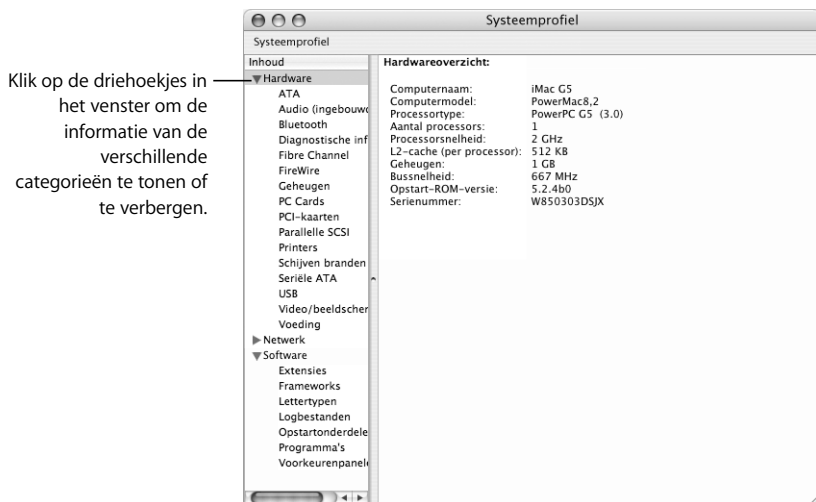 Systeemprofiel
Systeemprofiel
Klik op de driehoekjes in
het venster om de
informatie van de
verschillende
categorieën te tonen of
te verbergen.
Inhoud
Hardware
ATA
Audio (ingebouwd
Bluetooth
Diagnostische inf
Fibre Channel
FireWire
Geheugen
PC Cards
PCI-kaarten
Parallelle SCSI
Printers
Schijven branden
Seriële ATA
USB
Video/beeldscher
Voeding
Netwerk
Software
Extensies
Frameworks
Lettertypen
Logbestanden
Opstartonderdele
Programma's
Voorkeurenpanele
Hardwareoverzicht:
Computernaam: iMac G5
Computermodel: PowerMac8,2
Processortype: PowerPC G5 (3.0)
Aantal processors: 1
Processorsnelheid: 2 GHz
L2-cache (per processor): 512 KB
Geheugen: 1 GB
Bussnelheid: 667 MHz
Opstart-ROM-versie: 5.2.4b0
Serienummer: W850303DSJX